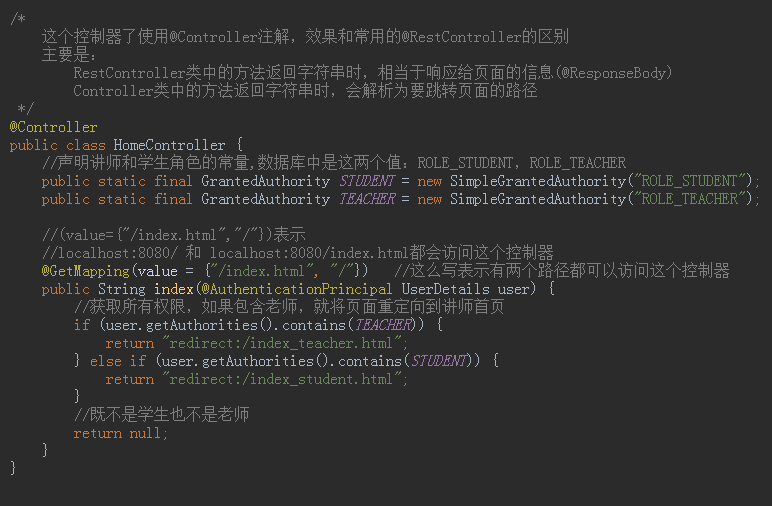 /*
    这个控制器了使用@Controller注解，效果和常用的@RestController的区别
    主要是：
        RestController类中的方法返回字符串时，相当于响应给页面的信息(@ResponseBody)
        Controller类中的方法返回字符串时，会解析为要跳转页面的路径
 */
@Controller
public class HomeController {
    //声明讲师和学生角色的常量,数据库中是这两个值：ROLE_STUDENT，ROLE_TEACHER
    public static final GrantedAuthority STUDENT = new SimpleGrantedAuthority("ROLE_STUDENT");
    public static final GrantedAuthority TEACHER = new SimpleGrantedAuthority("ROLE_TEACHER");

    //(value={"/index.html","/"})表示
    //localhost:8080/ 和 localhost:8080/index.html都会访问这个控制器
    @GetMapping(value = {"/index.html", "/"})   //这么写表示有两个路径都可以访问这个控制器
    public String index(@AuthenticationPrincipal UserDetails user) {
        //获取所有权限，如果包含老师，就将页面重定向到讲师首页
        if (user.getAuthorities().contains(TEACHER)) {
            return "redirect:/index_teacher.html";
        } else if (user.getAuthorities().contains(STUDENT)) {
            return "redirect:/index_student.html";
        }
        //既不是学生也不是老师
        return null;
    }
}